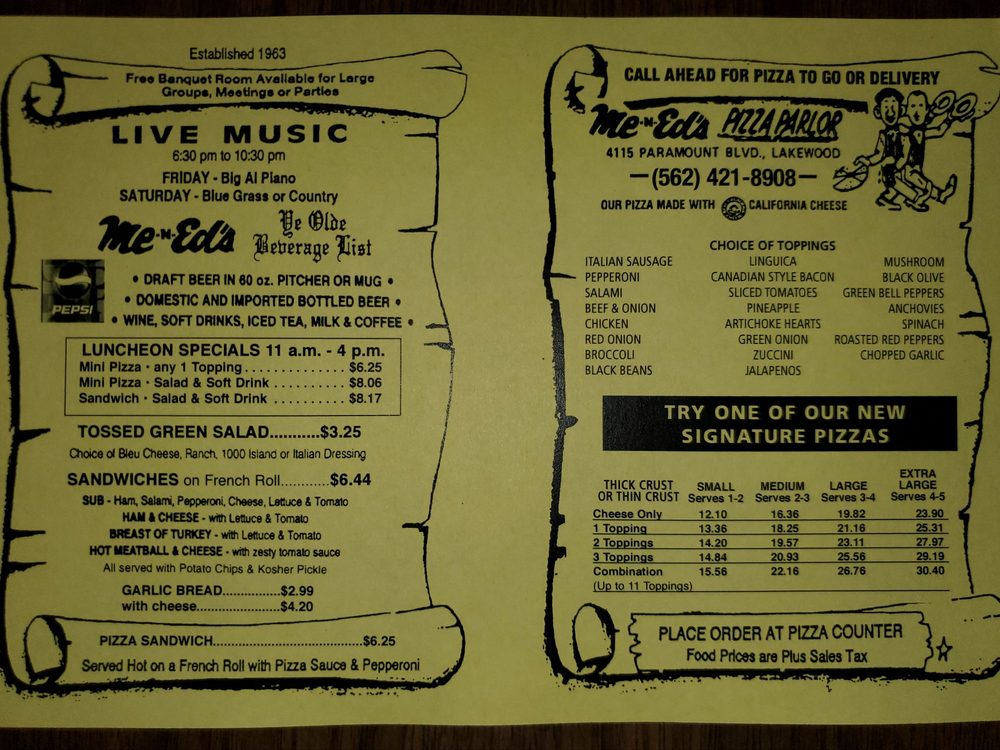 Established 1963
Free Banquet Room Available for Large
Groups, Meetings or Parties
LIVE MUSIC
6:30 pm to 10:30 pm
FRIDAY - Big Al Piano
SATURDAY - Blue Grass or Country
Me-N-Ed's Ye Olde
Beverage List
PEPSI
• DRAFT BEER IN 60 oz. PITCHER OR MUG •
• DOMESTIC AND IMPORTED BOTTLED BEER •
• WINE, SOFT DRINKS, ICED TEA, MILK & COFFEE •
LUNCHEON SPECIALS 11 a.m. - 4 p.m.
Mini Pizza • any 1 Topping . . . . . . . . . . . . . . $6.25
Mini Pizza • Salad & Soft Drink . . . . . . . . . . $8.06
Sandwich • Salad & Soft Drink . . . . . . . . . . $8.17
TOSSED GREEN SALAD...........$3.25
Choice of Bleu Cheese, Ranch, 1000 Island or Italian Dressing
SANDWICHES on French Roll............$6.44
SUB - Ham, Salami, Pepperoni, Cheese, Lettuce & Tomato
HAM & CHEESE - with Lettuce & Tomato
BREAST OF TURKEY - with Lettuce & Tomato
HOT MEATBALL & CHEESE - with zesty tomato sauce
All served with Potato Chips & Kosher Pickle
GARLIC BREAD...............$2.99
with cheese.....................$4.20
PIZZA SANDWICH.....................................$6.25
Served Hot on a French Roll with Pizza Sauce & Pepperoni
CALL AHEAD FOR PIZZA TO GO OR DELIVERY
Me-N-Ed's PIZZA PARLOR
4115 PARAMOUNT BLVD., LAKEWOOD
—(562) 421-8908—
OUR PIZZA MADE WITH CALIFORNIA CHEESE
CHOICE OF TOPPINGS
ITALIAN SAUSAGE LINGUICA MUSHROOM
PEPPERONI CANADIAN STYLE BACON BLACK OLIVE
SALAMI SLICED TOMATOES GREEN BELL PEPPERS
BEEF & ONION PINEAPPLE ANCHOVIES
CHICKEN ARTICHOKE HEARTS SPINACH
RED ONION GREEN ONION ROASTED RED PEPPERS
BROCCOLI ZUCCINI CHOPPED GARLIC
BLACK BEANS JALAPENOS
TRY ONE OF OUR NEW
SIGNATURE PIZZAS
THICK CRUST SMALL MEDIUM LARGE EXTRA LARGE
OR THIN CRUST Serves 1-2 Serves 2-3 Serves 3-4 Serves 4-5
Cheese Only 12.10 16.36 19.82 23.90
1 Topping 13.36 18.25 21.16 25.31
2 Toppings 14.20 19.57 23.11 27.97
3 Toppings 14.84 20.93 25.56 29.19
Combination 15.56 22.16 26.76 30.40
(Up to 11 Toppings)
PLACE ORDER AT PIZZA COUNTER
Food Prices are Plus Sales Tax